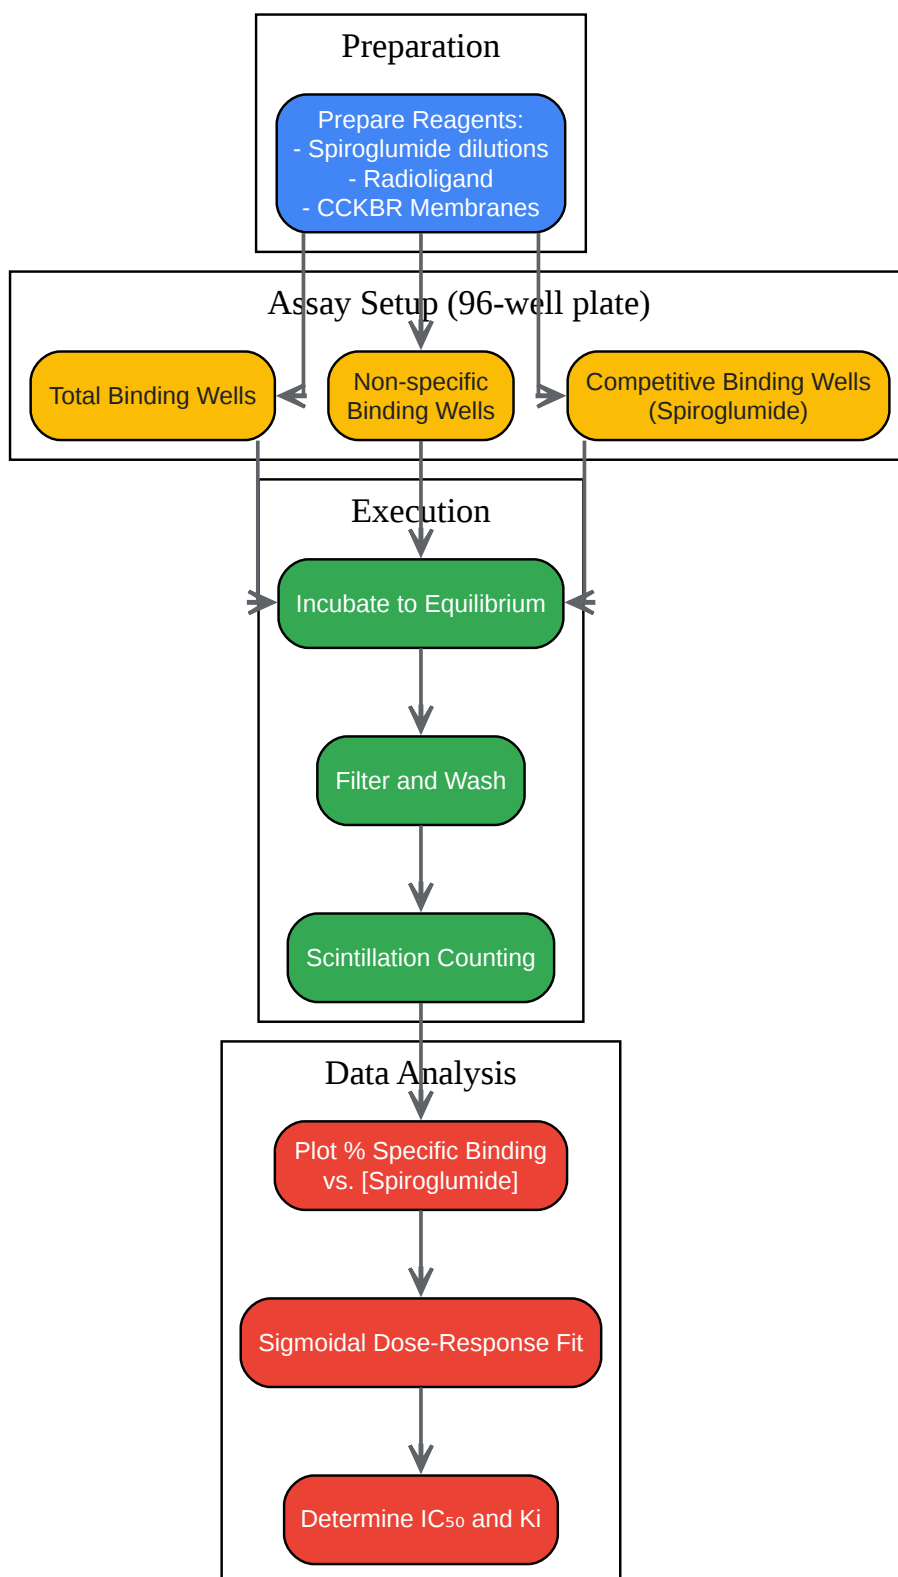 Preparation
Prepare Reagents:
- Spiroglumide dilutions
- Radioligand
- CCKBR Membranes
Assay Setup (96-well plate)
Total Binding Wells
Non-specific
Binding Wells
Competitive Binding Wells
(Spiroglumide)
Execution
Incubate to Equilibrium
Filter and Wash
Scintillation Counting
Data Analysis
Plot % Specific Binding
vs. [Spiroglumide]
Sigmoidal Dose-Response Fit
Determine IC₅₀ and Ki